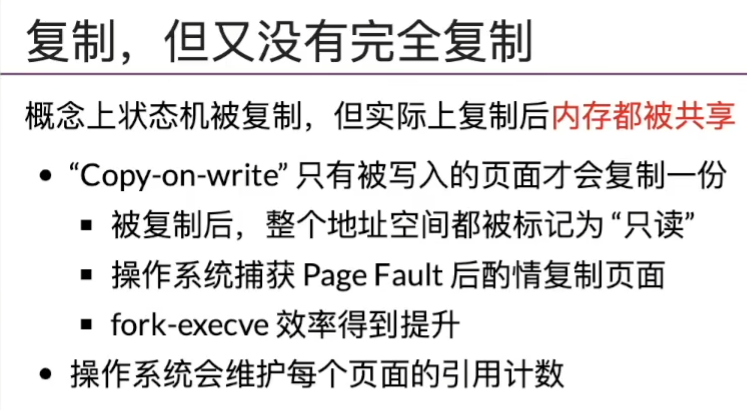 复制，但又没有完全复制
概念上状态机被复制，但实际上复制后内存都被共享
• “Copy-on-write” 只有被写入的页面才会复制一份
▪ 被复制后，整个地址空间都被标记为 “只读”
▪ 操作系统捕获 Page Fault 后酌情复制页面
▪ fork-execve 效率得到提升
• 操作系统会维护每个页面的引用计数